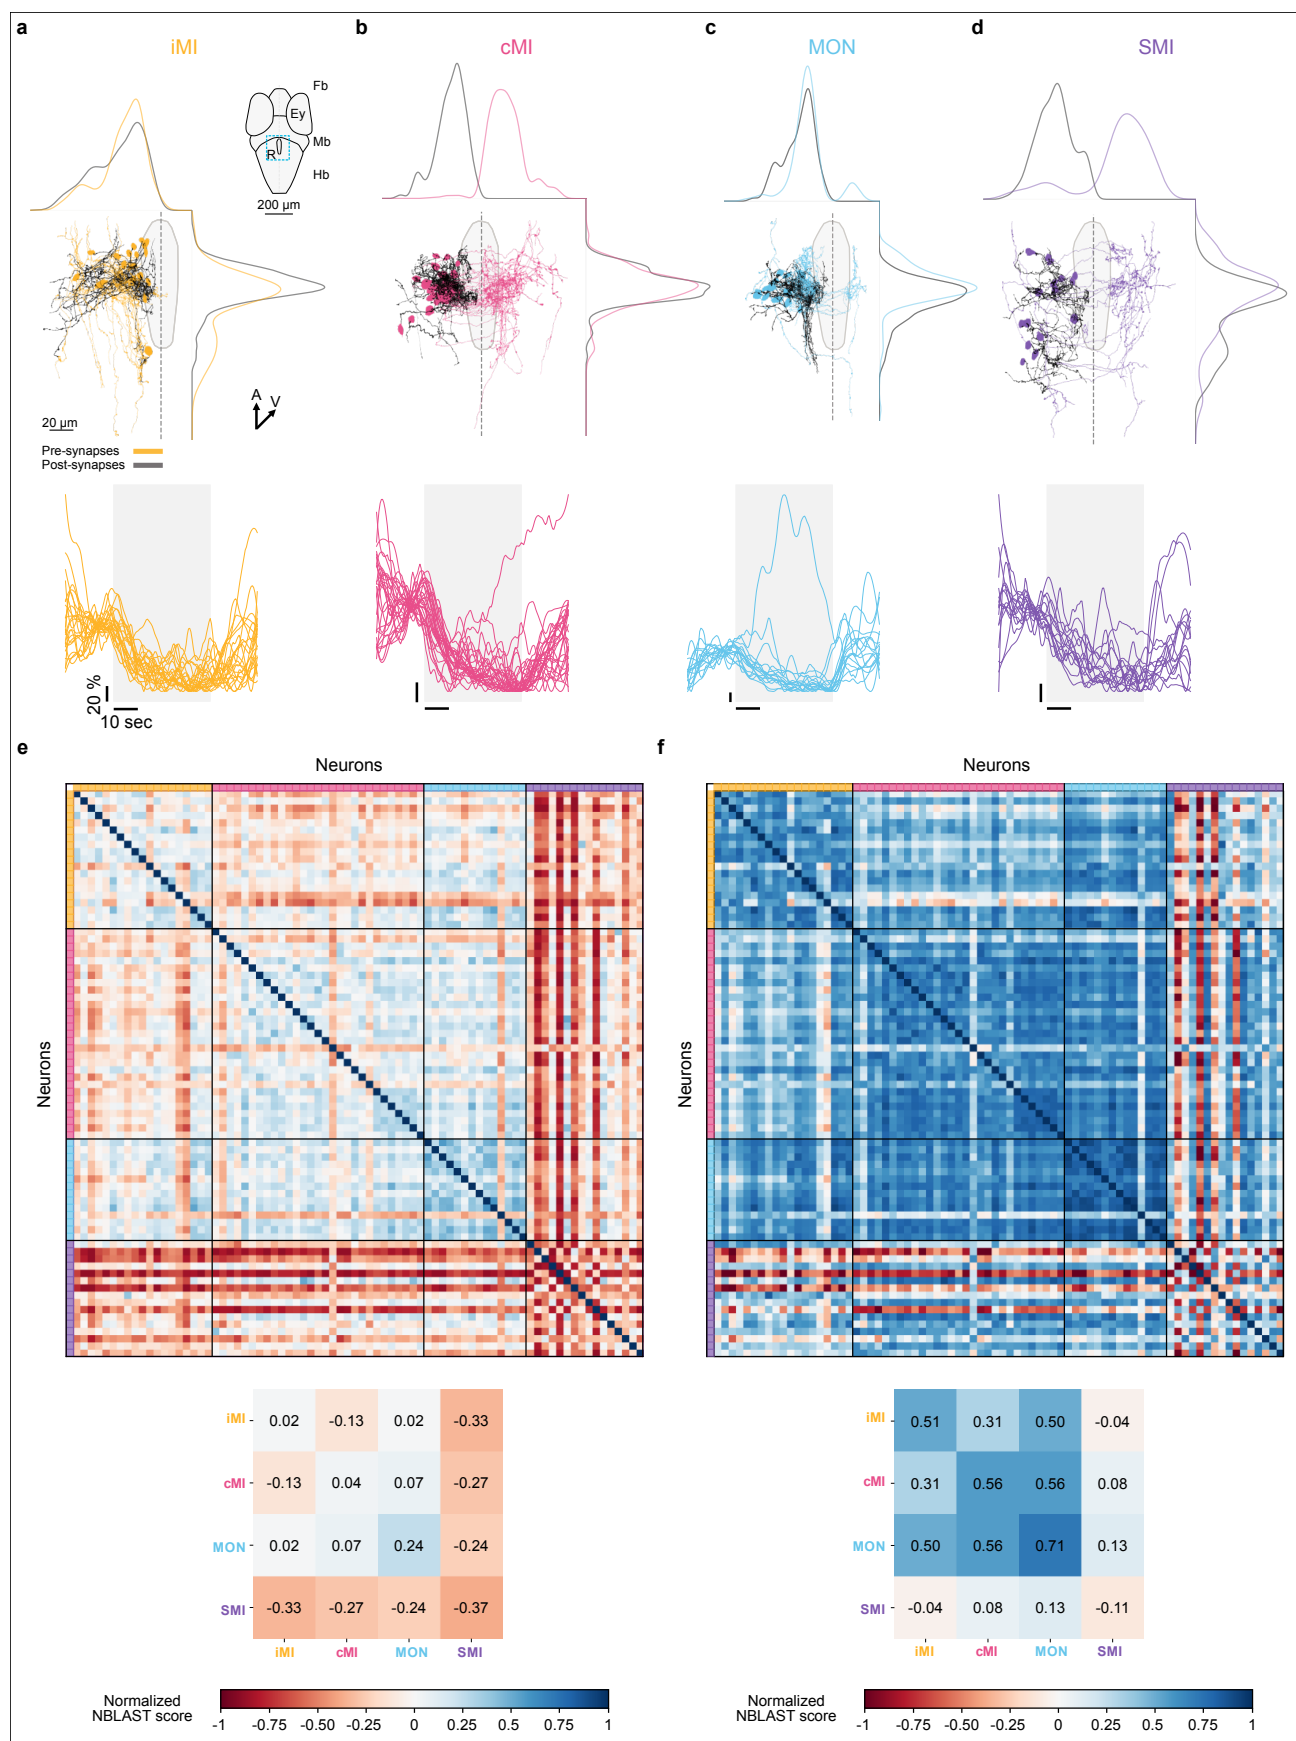 a
iMI
b
cMI
c
MON
d
SMI
Fb
Ey
Mb
R
Hb
200 µm
A
V
20 µm
Pre-synapses
Post-synapses
20 %
10 sec
e
Neurons
Neurons
f
Neurons
Neurons
iMI 0.02 -0.13 0.02 -0.33
cMI -0.13 0.04 0.07 -0.27
MON 0.02 0.07 0.24 -0.24
SMI -0.33 -0.27 -0.24 -0.37
iMI cMI MON SMI
Normalized
NBLAST score
-1 -0.75 -0.50 -0.25 0 0.25 0.5 0.75 1
iMI 0.51 0.31 0.50 -0.04
cMI 0.31 0.56 0.56 0.08
MON 0.50 0.56 0.71 0.13
SMI -0.04 0.08 0.13 -0.11
iMI cMI MON SMI
Normalized
NBLAST score
-1 -0.75 -0.50 -0.25 0 0.25 0.5 0.75 1